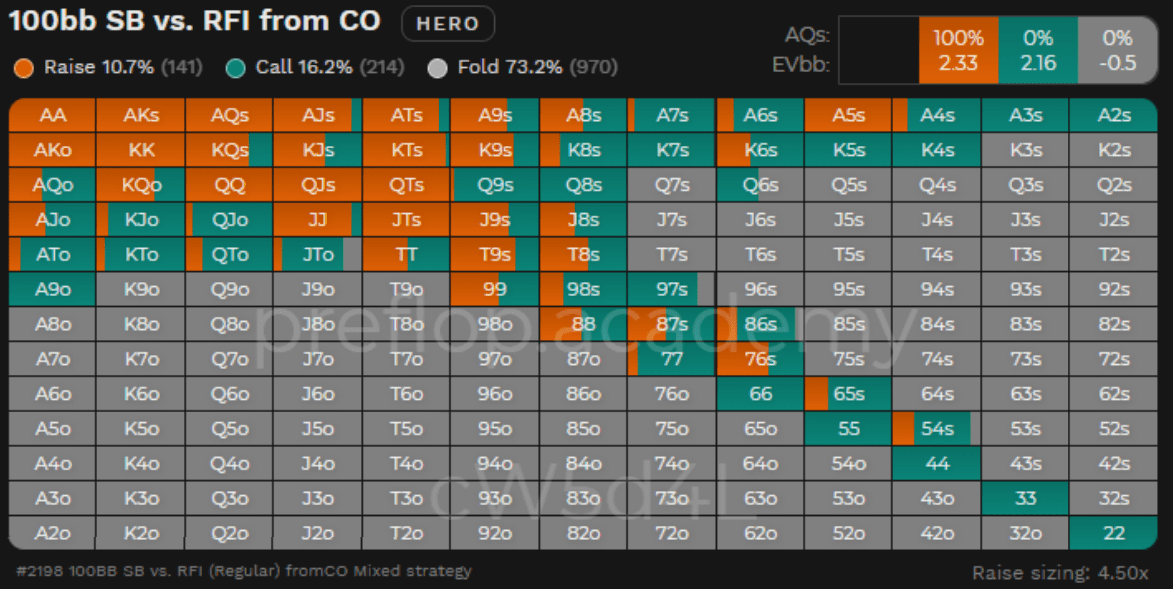 100bb SB vs. RFI from CO HERO
AQs: 100% 0% 0%
EVbb: 2.33 2.16 -0.5
Raise 10.7% (141) Call 16.2% (214) Fold 73.2% (970)
AA AKs AQs AJs ATs A9s A8s A7s A6s A5s A4s A3s A2s
AKo KK KQs KJs KTs K9s K8s K7s K6s K5s K4s K3s K2s
AQo KQo QQ QJs QTs Q9s Q8s Q7s Q6s Q5s Q4s Q3s Q2s
AJo KJo QJo JJ JTs J9s J8s J7s J6s J5s J4s J3s J2s
ATo KTo QTo JTo TT T9s T8s T7s T6s T5s T4s T3s T2s
A9o K9o Q9o J9o T9o 99 98s 97s 96s 95s 94s 93s 92s
A8o K8o Q8o J8o T8o 98o 88 87s 86s 85s 84s 83s 82s
preflop.academy
A7o K7o Q7o J7o T7o 97o 87o 77 76s 75s 74s 73s 72s
A6o K6o Q6o J6o T6o 96o 86o 76o 66 65s 64s 63s 62s
A5o K5o Q5o J5o T5o 95o 85o 75o 65o 55 54s 53s 52s
A4o K4o Q4o J4o T4o 94o 84o 74o 64o 54o 44 43s 42s
cW5d4L
A3o K3o Q3o J3o T3o 93o 83o 73o 63o 53o 43o 33 32s
A2o K2o Q2o J2o T2o 92o 82o 72o 62o 52o 42o 32o 22
#2198 100BB SB vs. RFI (Regular) fromCO Mixed strategy Raise sizing: 4.50x